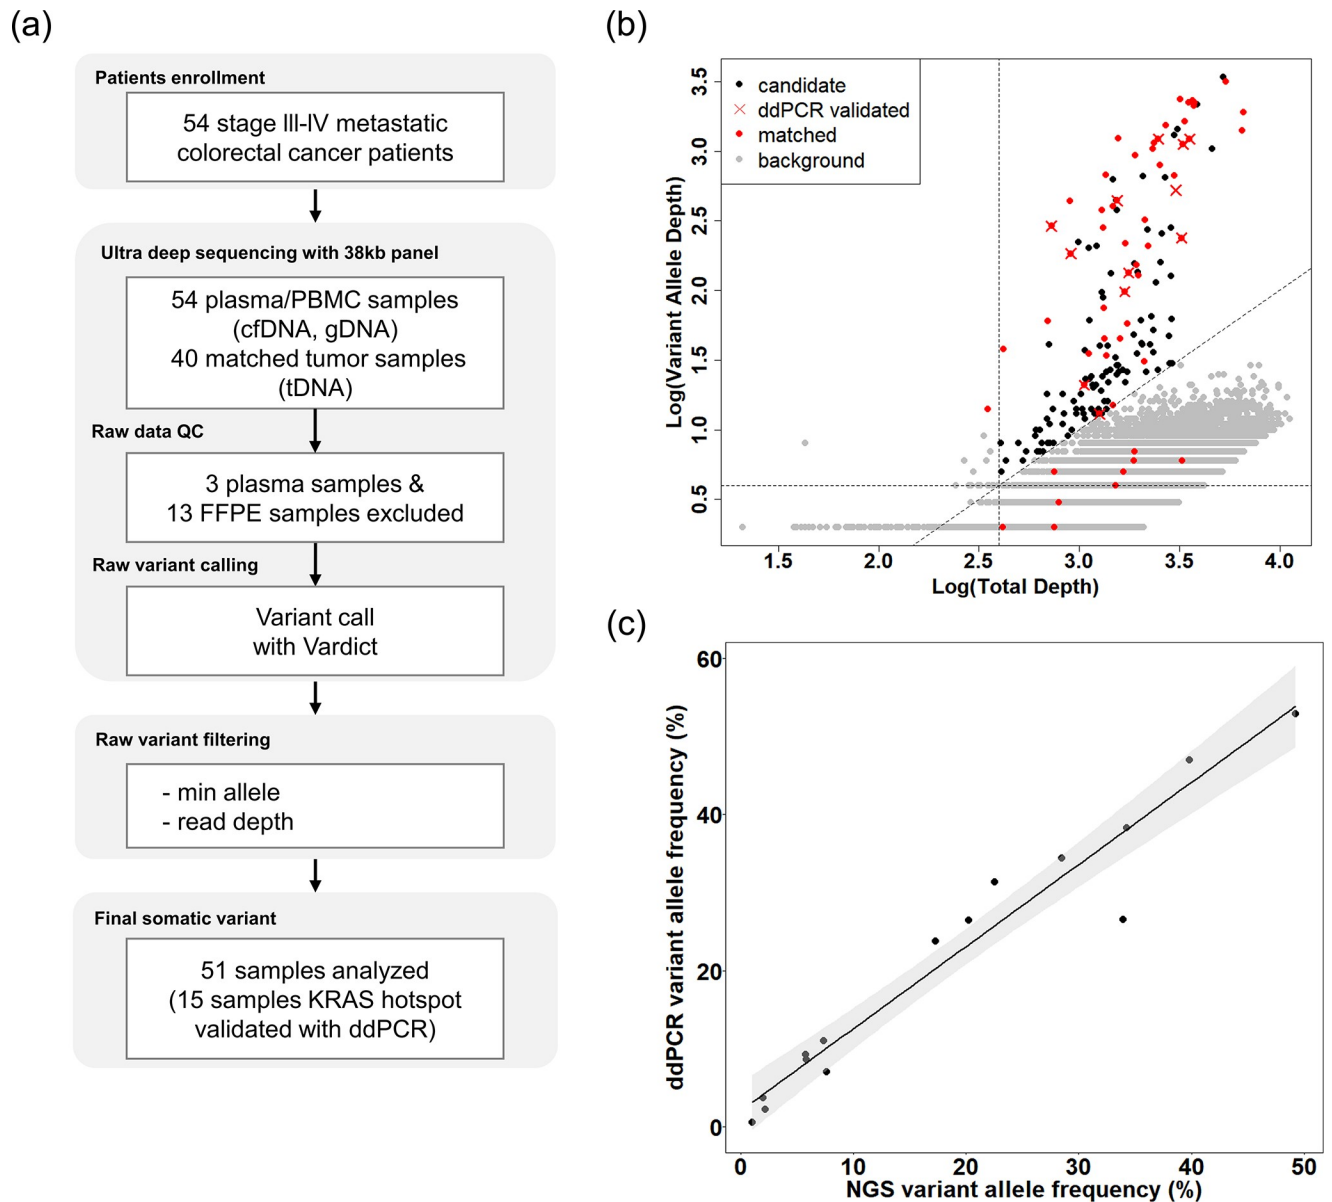 (a)
Patients enrollment
54 stage III-IV metastatic
colorectal cancer patients
Ultra deep sequencing with 38kb panel
54 plasma/PBMC samples
(cfDNA, gDNA)
40 matched tumor samples
(tDNA)
Raw data QC
3 plasma samples &
13 FFPE samples excluded
Raw variant calling
Variant call
with Vardict
Raw variant filtering
- min allele
- read depth
Final somatic variant
51 samples analyzed
(15 samples KRAS hotspot
validated with ddPCR)
(b)
candidate
ddPCR validated
matched
background
Log(Variant Allele Depth)
3.5
3.0
2.5
2.0
1.5
1.0
0.5
1.5 2.0 2.5 3.0 3.5 4.0
Log(Total Depth)
(c)
ddPCR variant allele frequency (%)
60
40
20
0
0 10 20 30 40 50
NGS variant allele frequency (%)